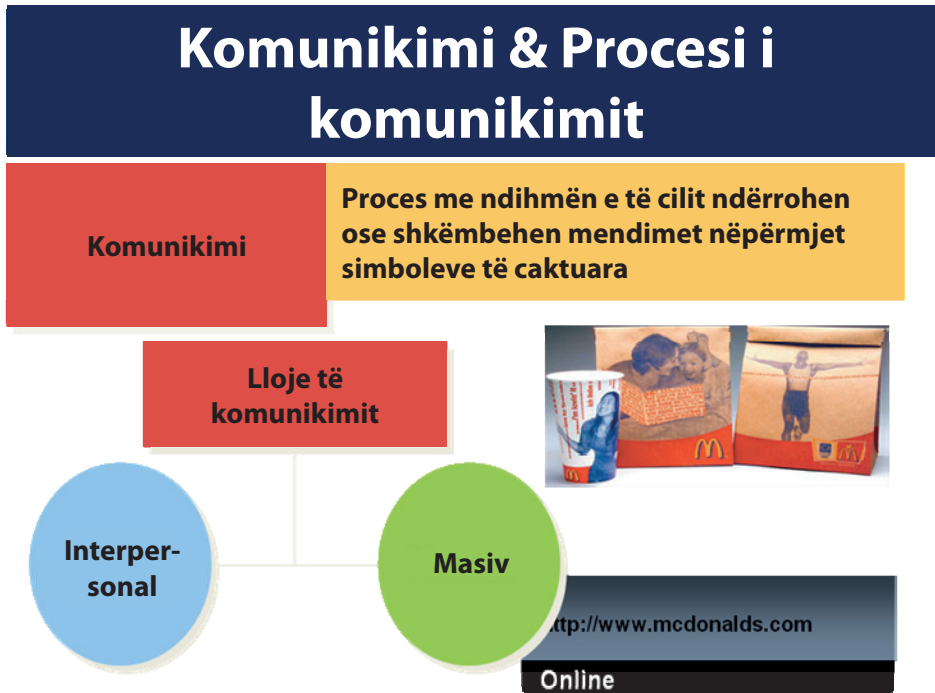 Komunikimi & Procesi i
komunikimit
Komunikimi
Proces me ndihmën e të cilit ndërrohen
ose shkëmbehen mendimet nëpërmjet
simboleve të caktuara
Lloje të
komunikimit
Interper-
sonal
Masiv
ttp://www.mcdonalds.com
Online